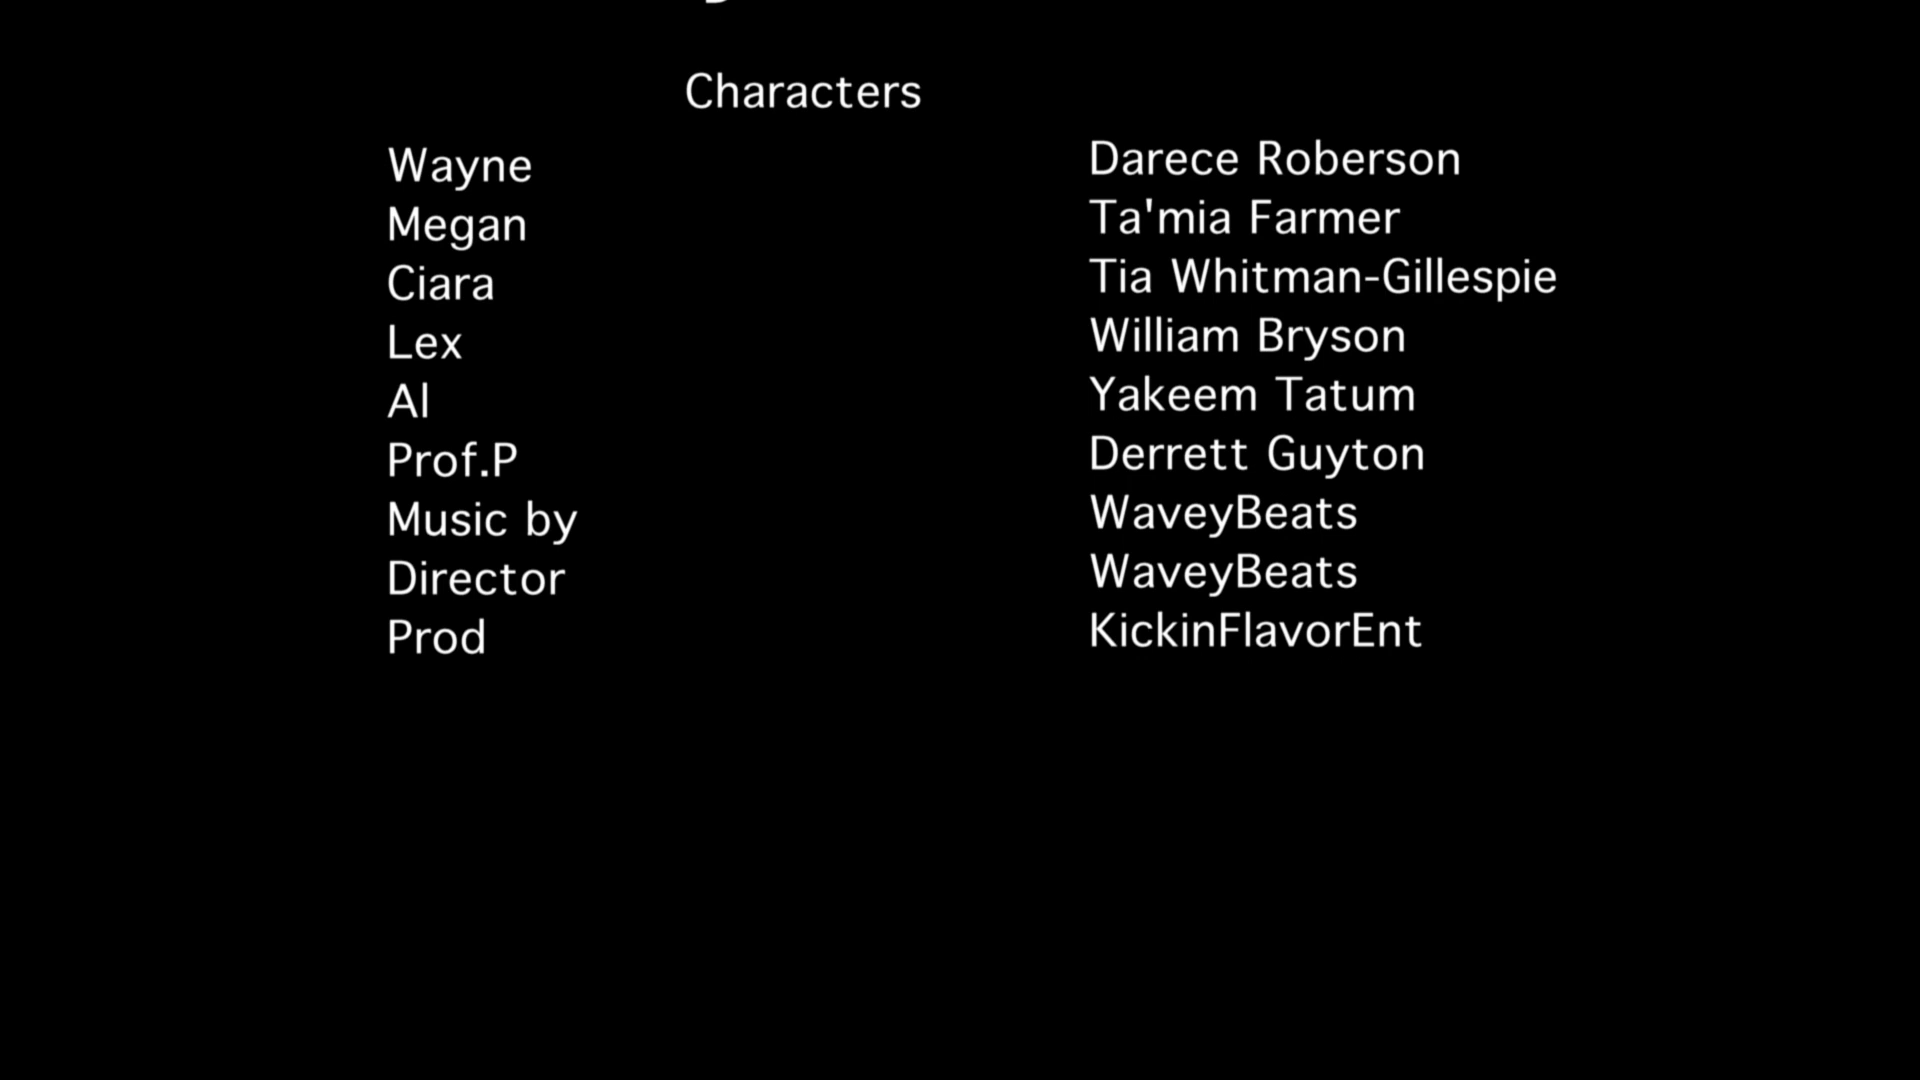 Characters
Wayne Darece Roberson
Megan Ta'mia Farmer
Ciara Tia Whitman-Gillespie
Lex William Bryson
Al Yakeem Tatum
Prof.P Derrett Guyton
Music by WaveyBeats
Director WaveyBeats
Prod KickinFlavorEnt